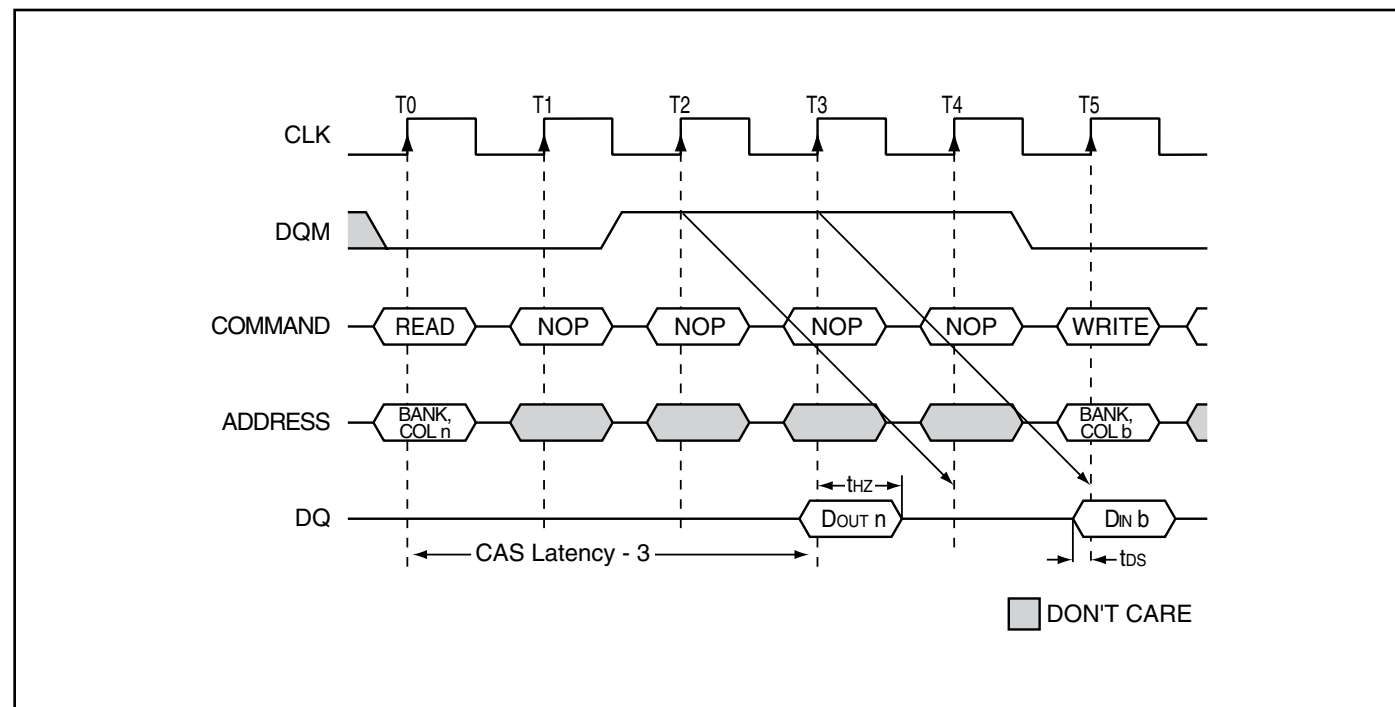 T0 T1 T2 T3 T4 T5
CLK
DQM
COMMAND READ NOP NOP NOP NOP WRITE
ADDRESS BANK, COL n BANK, COL b
tHZ
DQ DOUT n DIN b
CAS Latency - 3 tDS
DON'T CARE